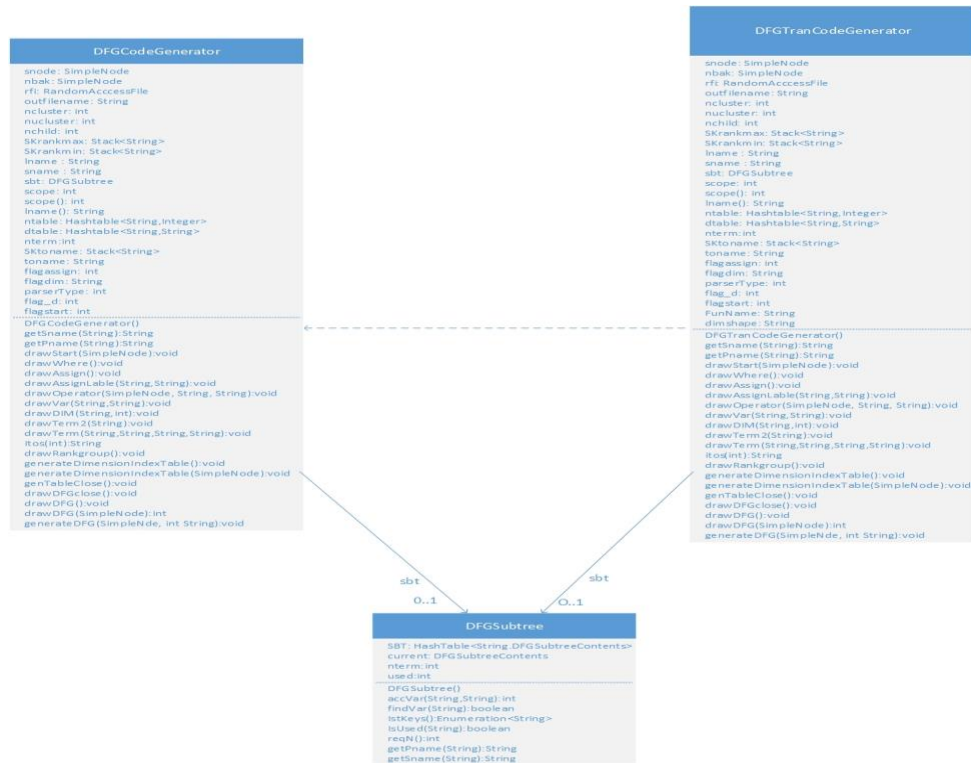 DFGCodeGenerator
snode: SimpleNode
nbak: SimpleNode
rfi: RandomAcccessFile
outfilename: String
ncluster: int
nucluster: int
nchild: int
SKrankmax: Stack<String>
SKrankmin: Stack<String>
lname : String
sname : String
sbt: DFGSubtree
scope: int
scope(): int
lname(): String
ntable: Hashtable<String,Integer>
dtable: Hashtable<String,String>
nterm:int
SKtoname: Stack<String>
toname: String
flagassign: int
flagdim: String
parserType: int
flag_d: int
flagstart: int
DFGCodeGenerator()
getSname(String):String
getPname(String):String
drawStart(SimpleNode):void
drawWhere():void
drawAssign():void
drawAssignLable(String,String):void
drawOperator(SimpleNode, String, String):void
drawVar(String,String):void
drawDIM(String,int):void
drawTerm2(String):void
drawTerm(String,String,String,String):void
itos(int):String
drawRankgroup():void
generateDimensionIndexTable():void
generateDimensionIndexTable(SimpleNode):void
genTableClose():void
drawDFGclose():void
drawDFG():void
drawDFG(SimpleNode):int
generateDFG(SimpleNde, int String):void
DFGTranCodeGenerator
snode: SimpleNode
nbak: SimpleNode
rfi: RandomAcccessFile
outfilename: String
ncluster: int
nucluster: int
nchild: int
SKrankmax: Stack<String>
SKrankmin: Stack<String>
lname : String
sname : String
sbt: DFGSubtree
scope: int
scope(): int
lname(): String
ntable: Hashtable<String,Integer>
dtable: Hashtable<String,String>
nterm: int
SKtoname: Stack<String>
toname: String
flagassign: int
flagdim: String
parserType: int
flag_d: int
flagstart: int
FunName: String
dimshape: String
DFGTranCodeGenerator()
getSname(String):String
getPname(String):String
drawStart(SimpleNode):void
drawWhere():void
drawAssign():void
drawAssignLable(String,String):void
drawOperator(SimpleNode, String, String):void
drawVar(String,String):void
drawDIM(String,int):void
drawTerm2(String):void
drawTerm(String,String,String,String):void
itos(int):String
drawRankgroup():void
generateDimensionIndexTable():void
generateDimensionIndexTable(SimpleNode):void
genTableClose():void
drawDFGclose():void
drawDFG():void
drawDFG(SimpleNode):int
generateDFG(SimpleNde, int String):void
sbt
0..1
sbt
0..1
DFGSubtree
SBT: HashTable<String.DFGSubtreeContents>
current: DFGSubtreeContents
nterm:int
used:int
DFGSubtree()
accVar(String,String):int
findVar(String):boolean
lstKeys():Enumeration<String>
IsUsed(String):boolean
reqN():int
getPname(String):String
getSname(String):String